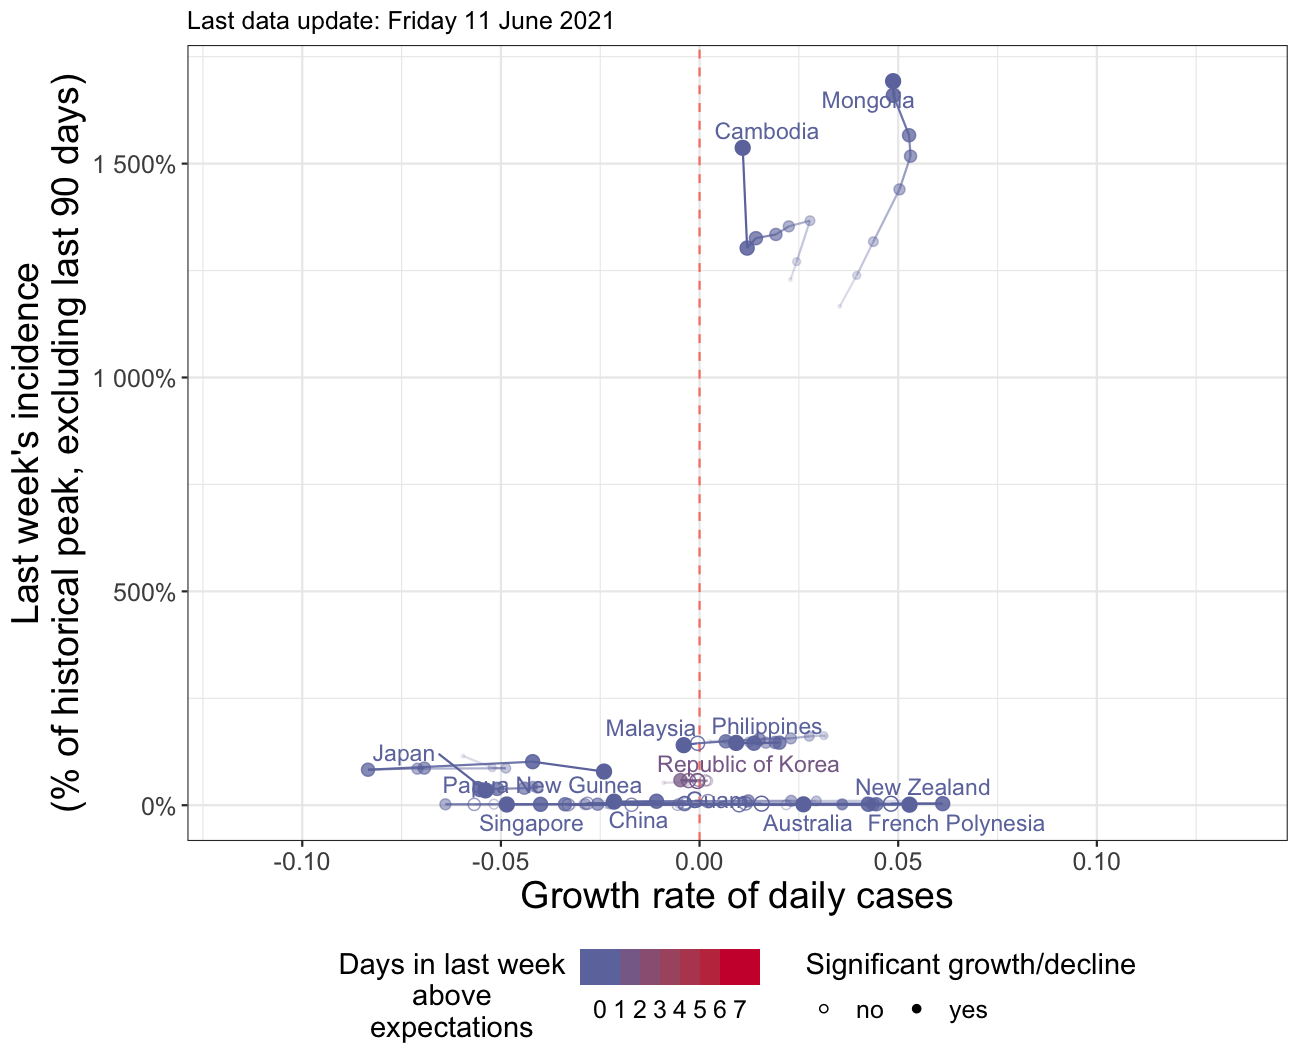 Last data update: Friday 11 June 2021
Last week's incidence
(% of historical peak, excluding last 90 days)
1 500%
1 000%
500%
0%
Mongolia
Cambodia
Malaysia
Philippines
Japan
Republic of Korea
Papua New Guinea
New Zealand
Guam
Singapore
China
Australia
French Polynesia
-0.10
-0.05
0.00
0.05
0.10
Growth rate of daily cases
Days in last week
above
expectations
0 1 2 3 4 5 6 7
Significant growth/decline
no
yes